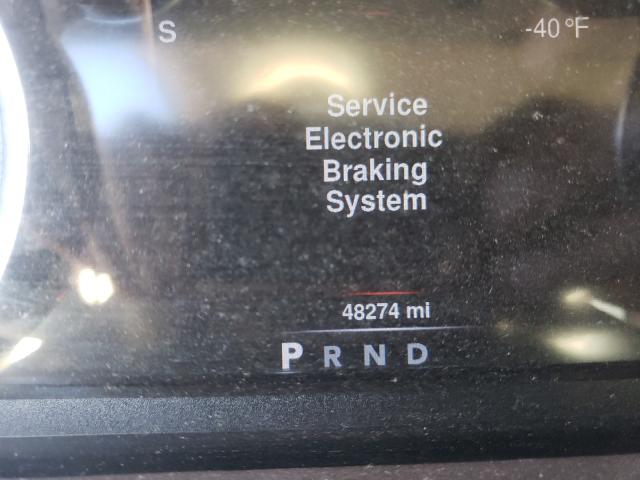 S
-40°F
Service
Electronic
Braking
System
48274 mi
P R N D